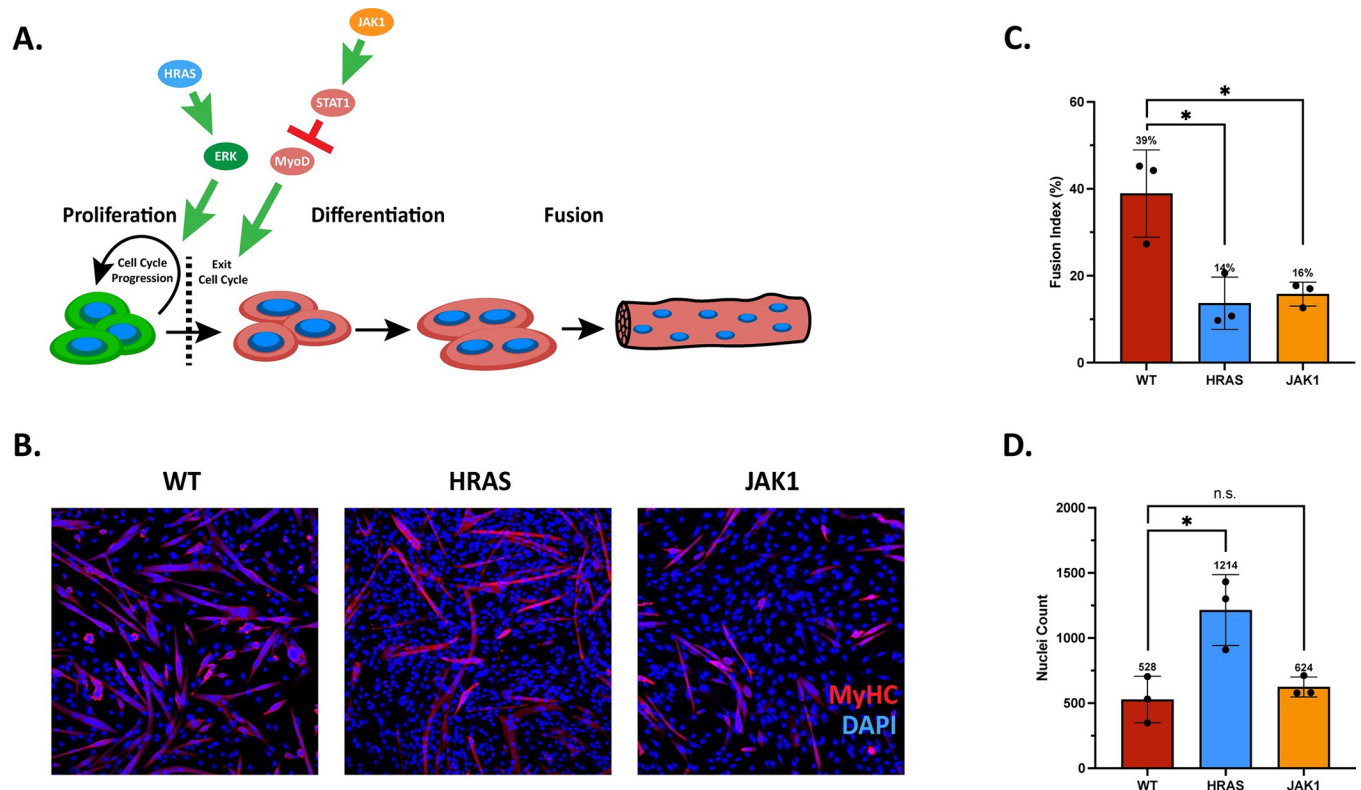 A.
JAK1
HRAS
STAT1
ERK
MyoD
Proliferation
Differentiation
Fusion
Cell Cycle
Progression
Exit
Cell Cycle
B.
WT
HRAS
JAK1
MyHC
DAPI
C.
*
*
60
40
20
0
Fusion Index (%)
39%
14%
16%
WT
HRAS
JAK1
D.
n.s.
*
2000
1500
1000
500
0
Nuclei Count
528
1214
624
WT
HRAS
JAK1